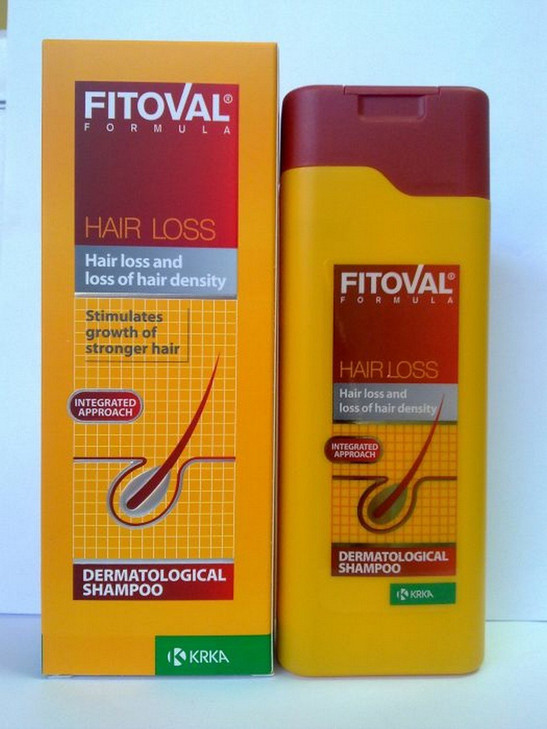 FITOVAL®
FORMULA
HAIR LOSS
Hair loss and
loss of hair density
Stimulates
growth of
stronger hair
INTEGRATED
APPROACH
DERMATOLOGICAL
SHAMPOO
KRKA
FITOVAL®
FORMULA
HAIR LOSS
Hair loss and
loss of hair density
INTEGRATED
APPROACH
DERMATOLOGICAL
SHAMPOO
KRKA